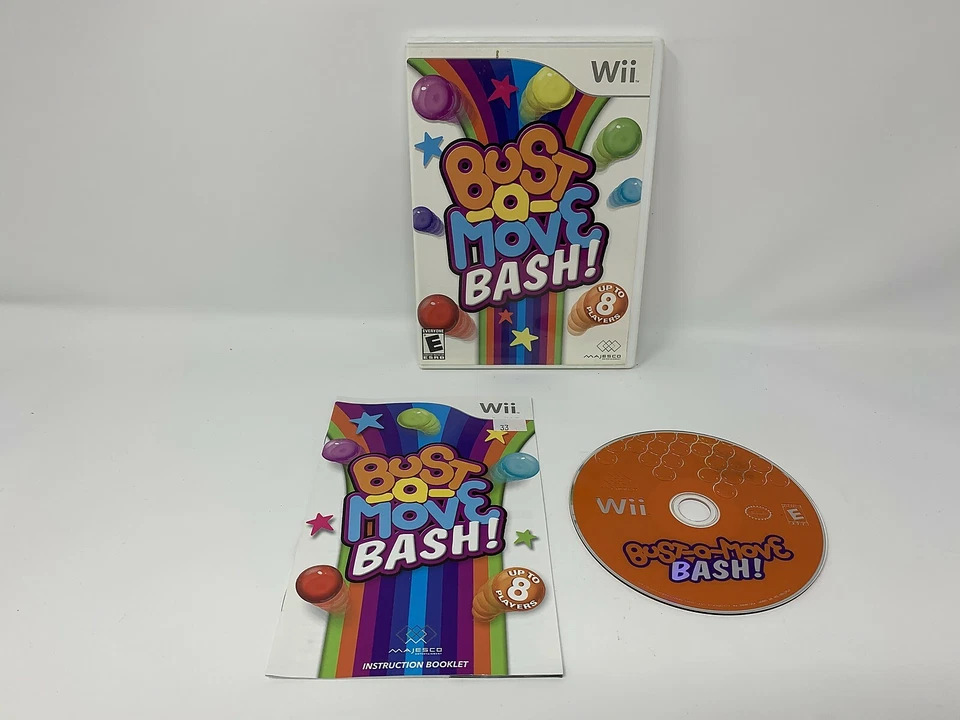 Wii
BUST
-a-
MOVE
BASH!
UP TO
8
PLAYERS
EVERYONE
E
ESRB
MAJESCO
Wii
33
BUST
-a-
MOVE
BASH!
UP TO
8
PLAYERS
MAJESCO
ENTERTAINMENT
INSTRUCTION BOOKLET
Wii
E
BUST-a-MOVE
BASH!